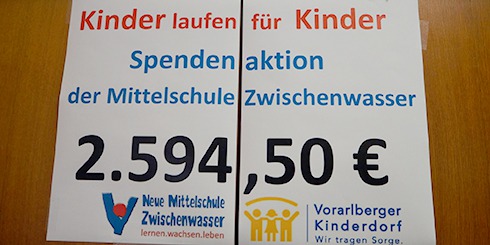 Kinder laufen für Kinder
Spendenaktion
der Mittelschule Zwischenwasser
2.594,50 €
Neue Mittelschule
Zwischenwasser
lernen.wachsen.leben
Vorarlberger
Kinderdorf
Wir tragen Sorge.